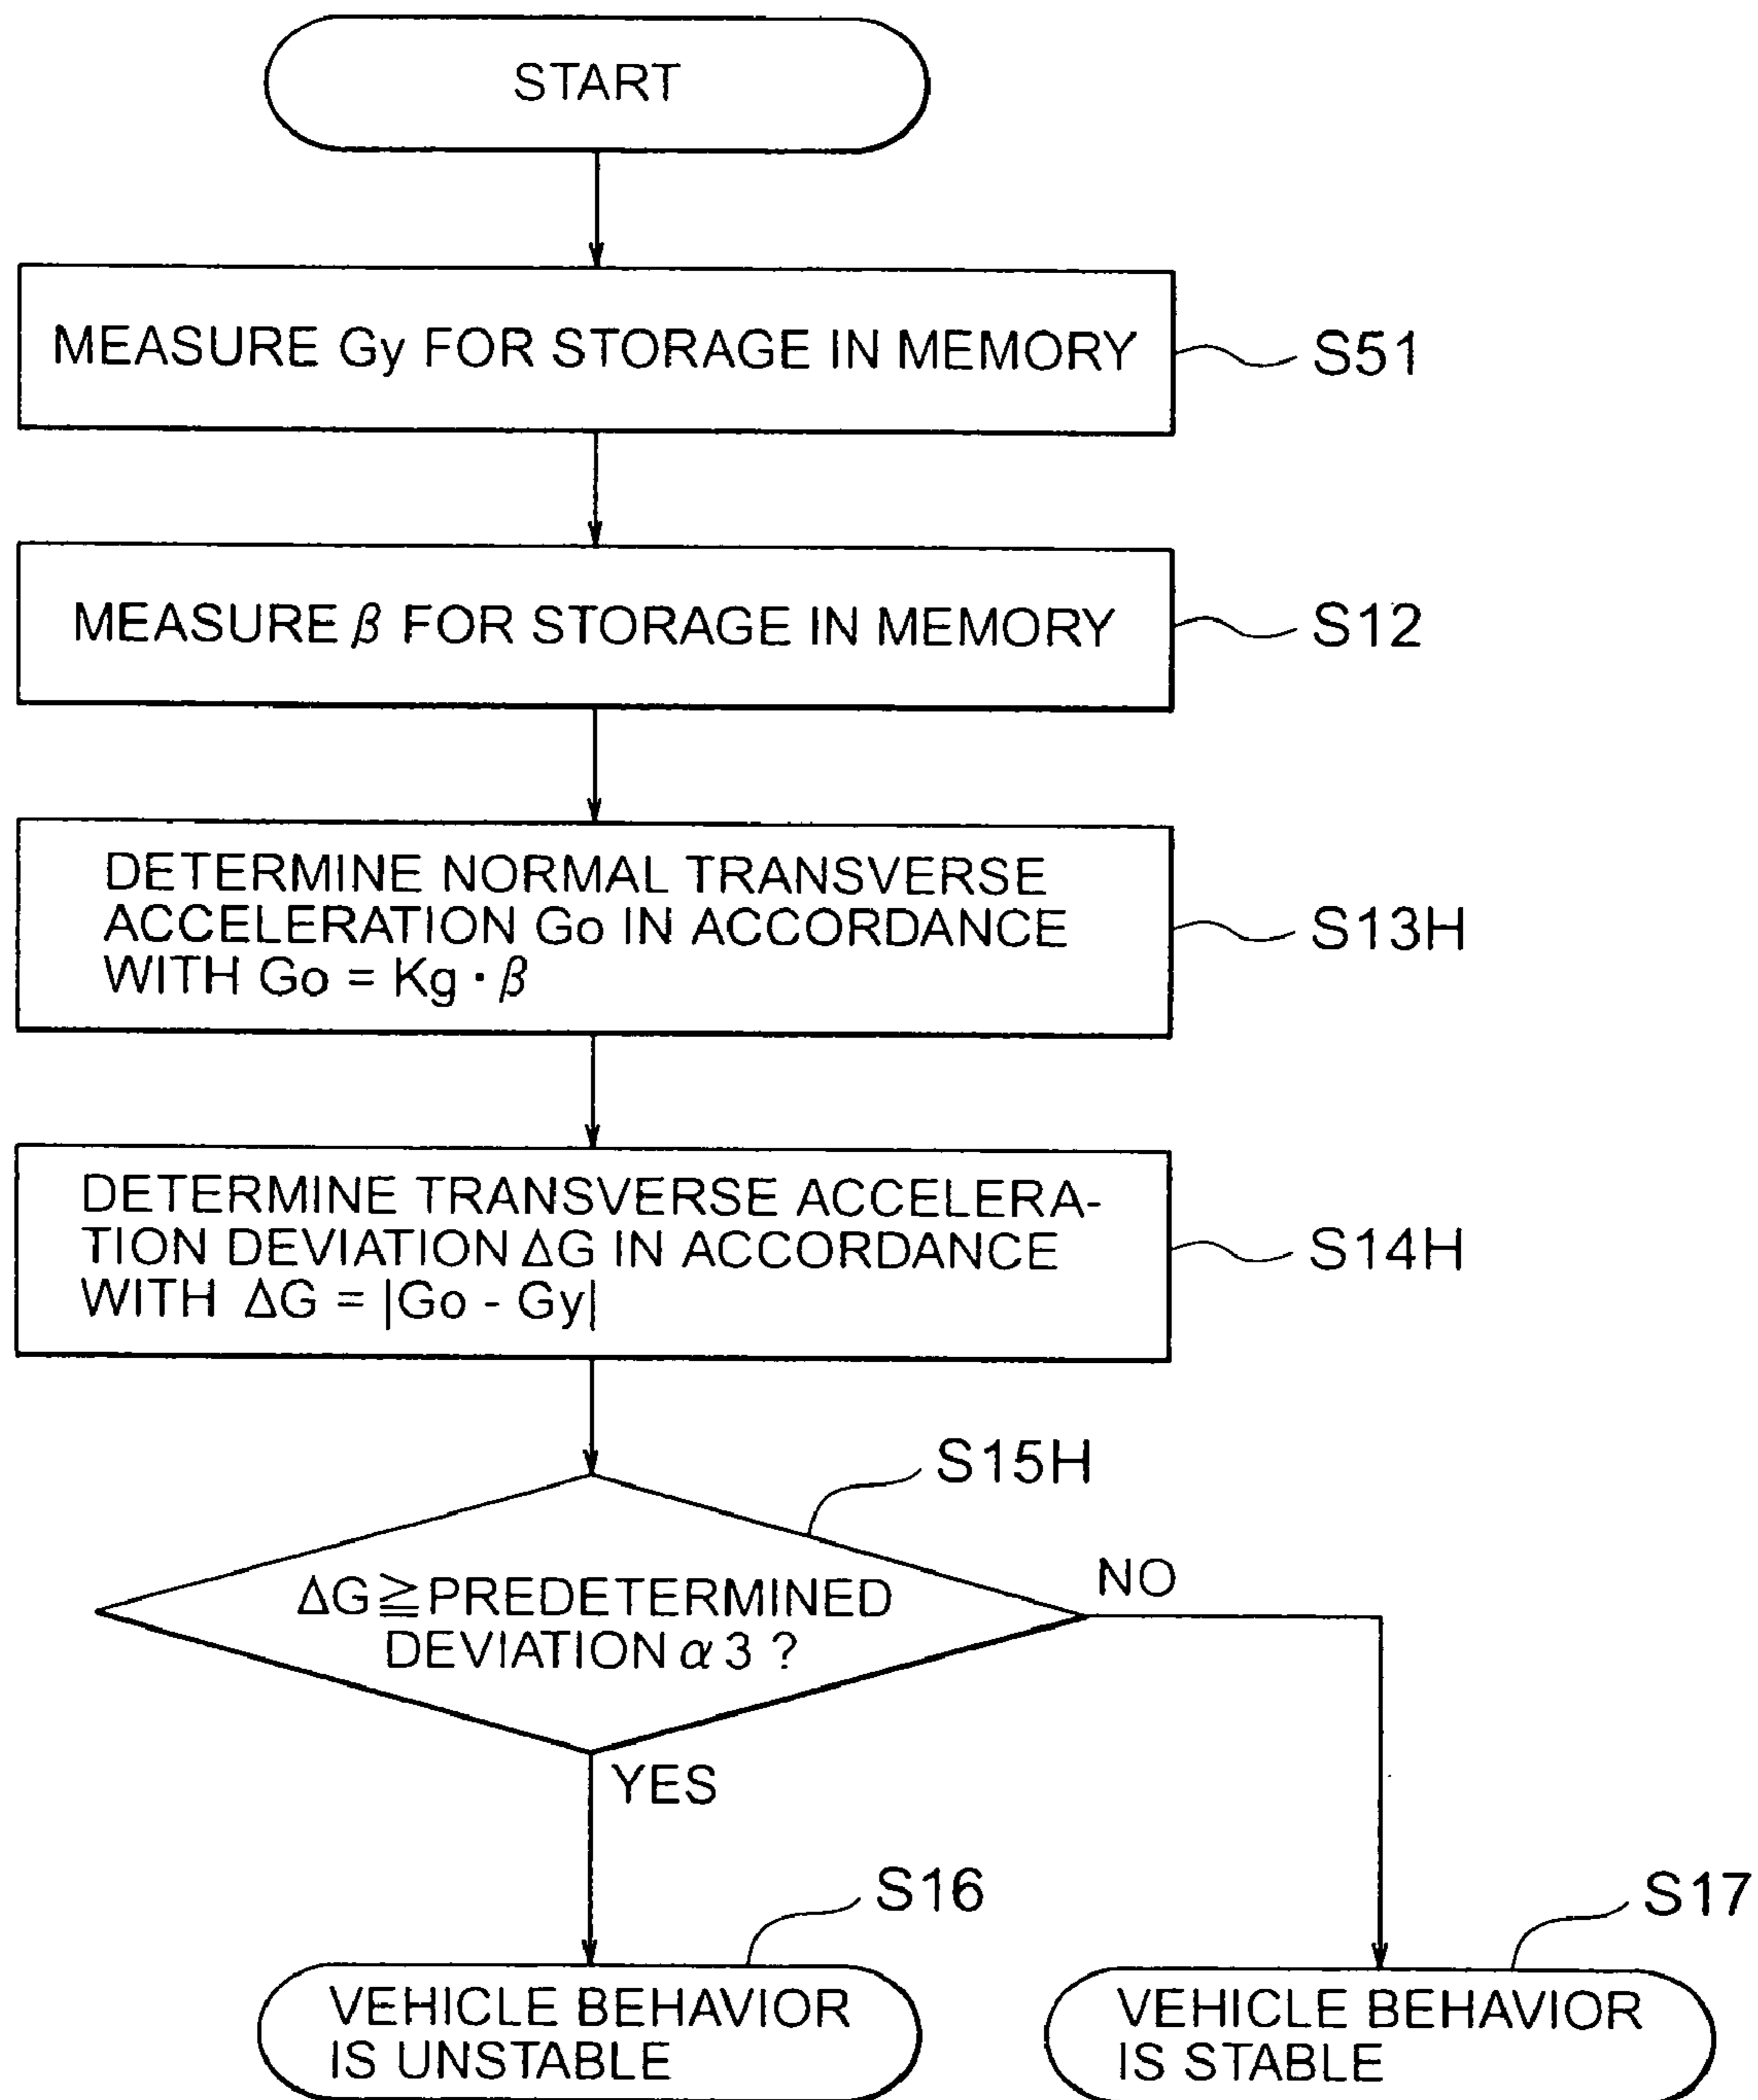 START
MEASURE Gy FOR STORAGE IN MEMORY
S51
MEASURE β FOR STORAGE IN MEMORY
S12
DETERMINE NORMAL TRANSVERSE
ACCELERATION Go IN ACCORDANCE
WITH Go = Kg · β
S13H
DETERMINE TRANSVERSE ACCELERA-
TION DEVIATION ΔG IN ACCORDANCE
WITH ΔG = |Go - Gy|
S14H
S15H
ΔG ≧ PREDETERMINED
DEVIATION α3 ?
NO
YES
S16
VEHICLE BEHAVIOR
IS UNSTABLE
S17
VEHICLE BEHAVIOR
IS STABLE